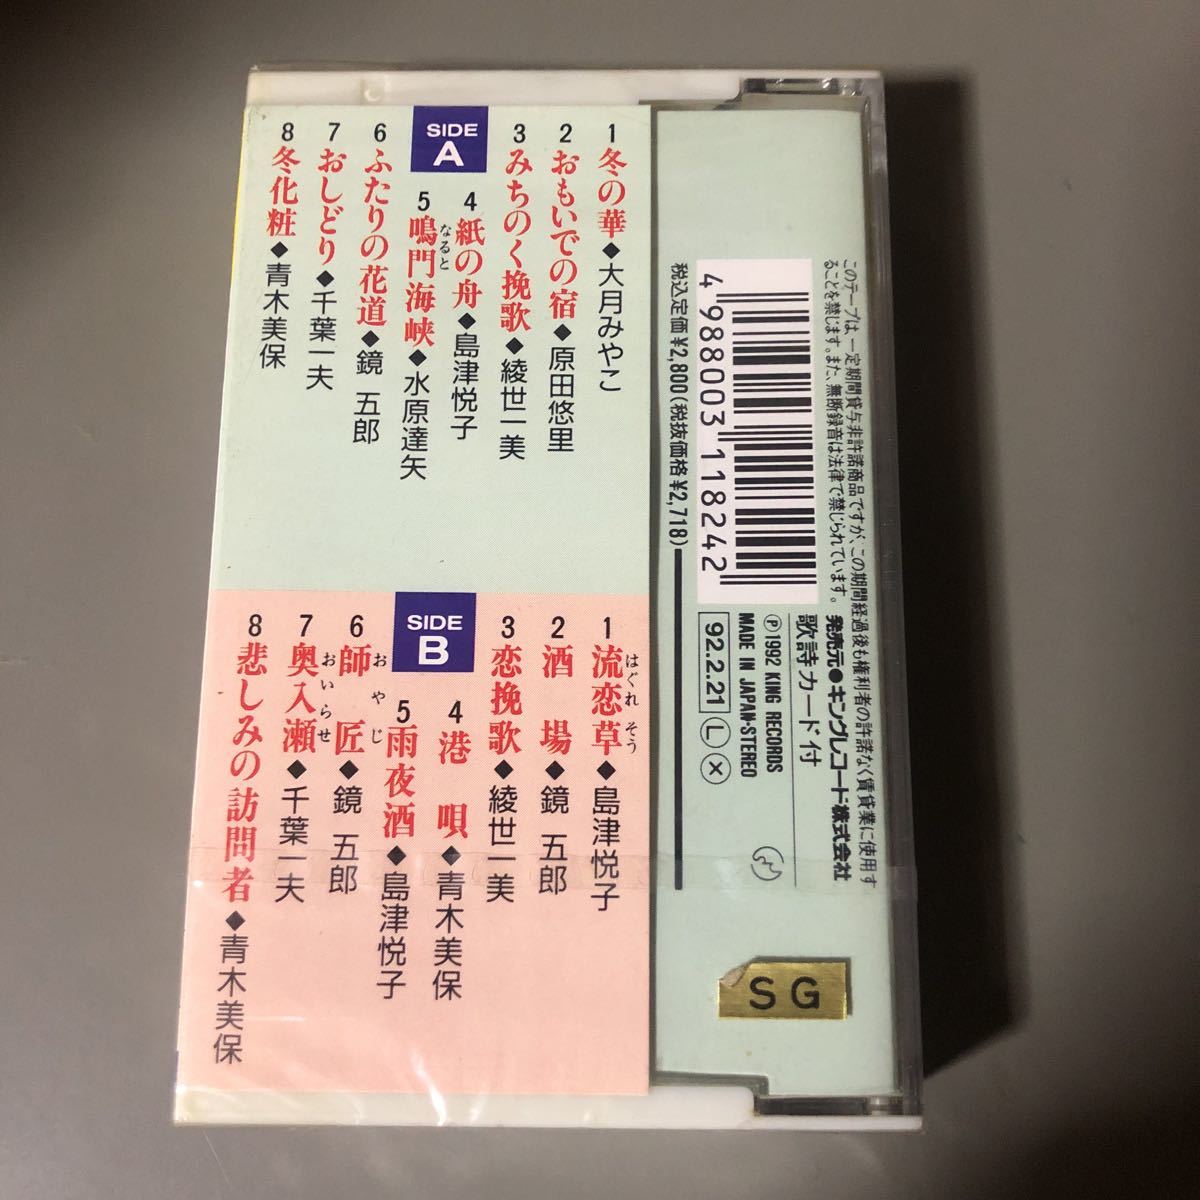 このテープは、一定期間貸与非許諾商品ですが、この期間経過後も権利者の許諾なく賃貸業に使用す
ることを禁じます。また、無断録音は法律で禁じられています。 発売元●キングレコード株式会社
歌詩カード付
4988003118242
Ⓟ1992 KING RECORDS
MADE IN JAPAN-STEREO
92.2.21 Ⓛ Ⓧ
税込定価¥2,800(税抜価格¥2,718)
SG
SIDE A
1 冬の華◆大月みやこ
2 おもいでの宿◆原田悠里
3 みちのく挽歌◆綾世一美
4 紙の舟◆島津悦子
5 鳴門海峡◆水原達矢
なると
6 ふたりの花道◆鏡 五郎
7 おしどり◆千葉一夫
8 冬化粧◆青木美保
SIDE B
1 流恋草◆島津悦子
はぐれ そう
2 酒 場◆鏡 五郎
3 恋挽歌◆綾世一美
4 港 唄◆青木美保
5 雨夜酒◆島津悦子
6 師 匠◆鏡 五郎
おやじ
7 奥入瀬◆千葉一夫
おいらせ
8 悲しみの訪問者◆青木美保